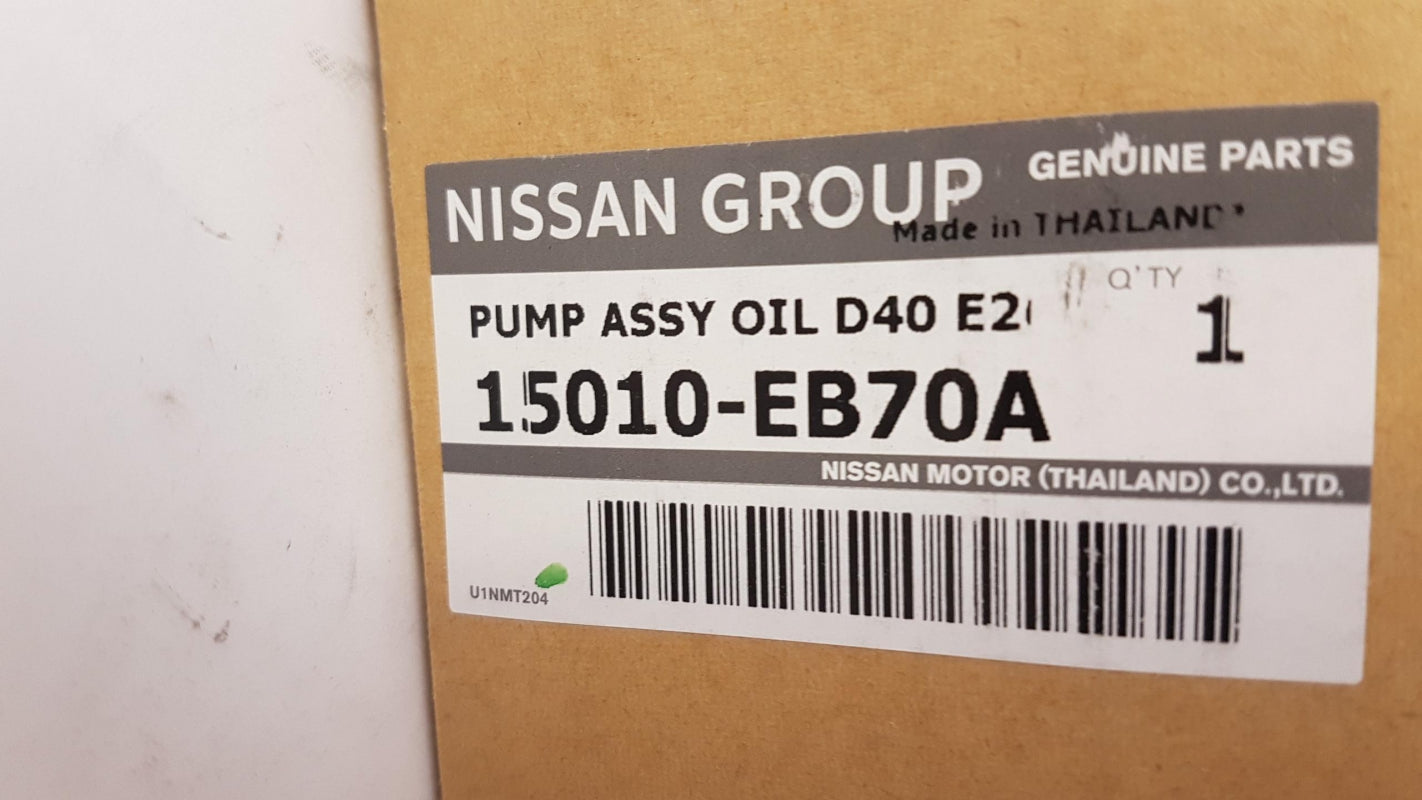 NISSAN GROUP
GENUINE PARTS
Made in THAILAND*
Q'TY
PUMP ASSY OIL D40
1
15010-EB70A
NISSAN MOTOR (THAILAND) CO.,LTD.
U1NMT204